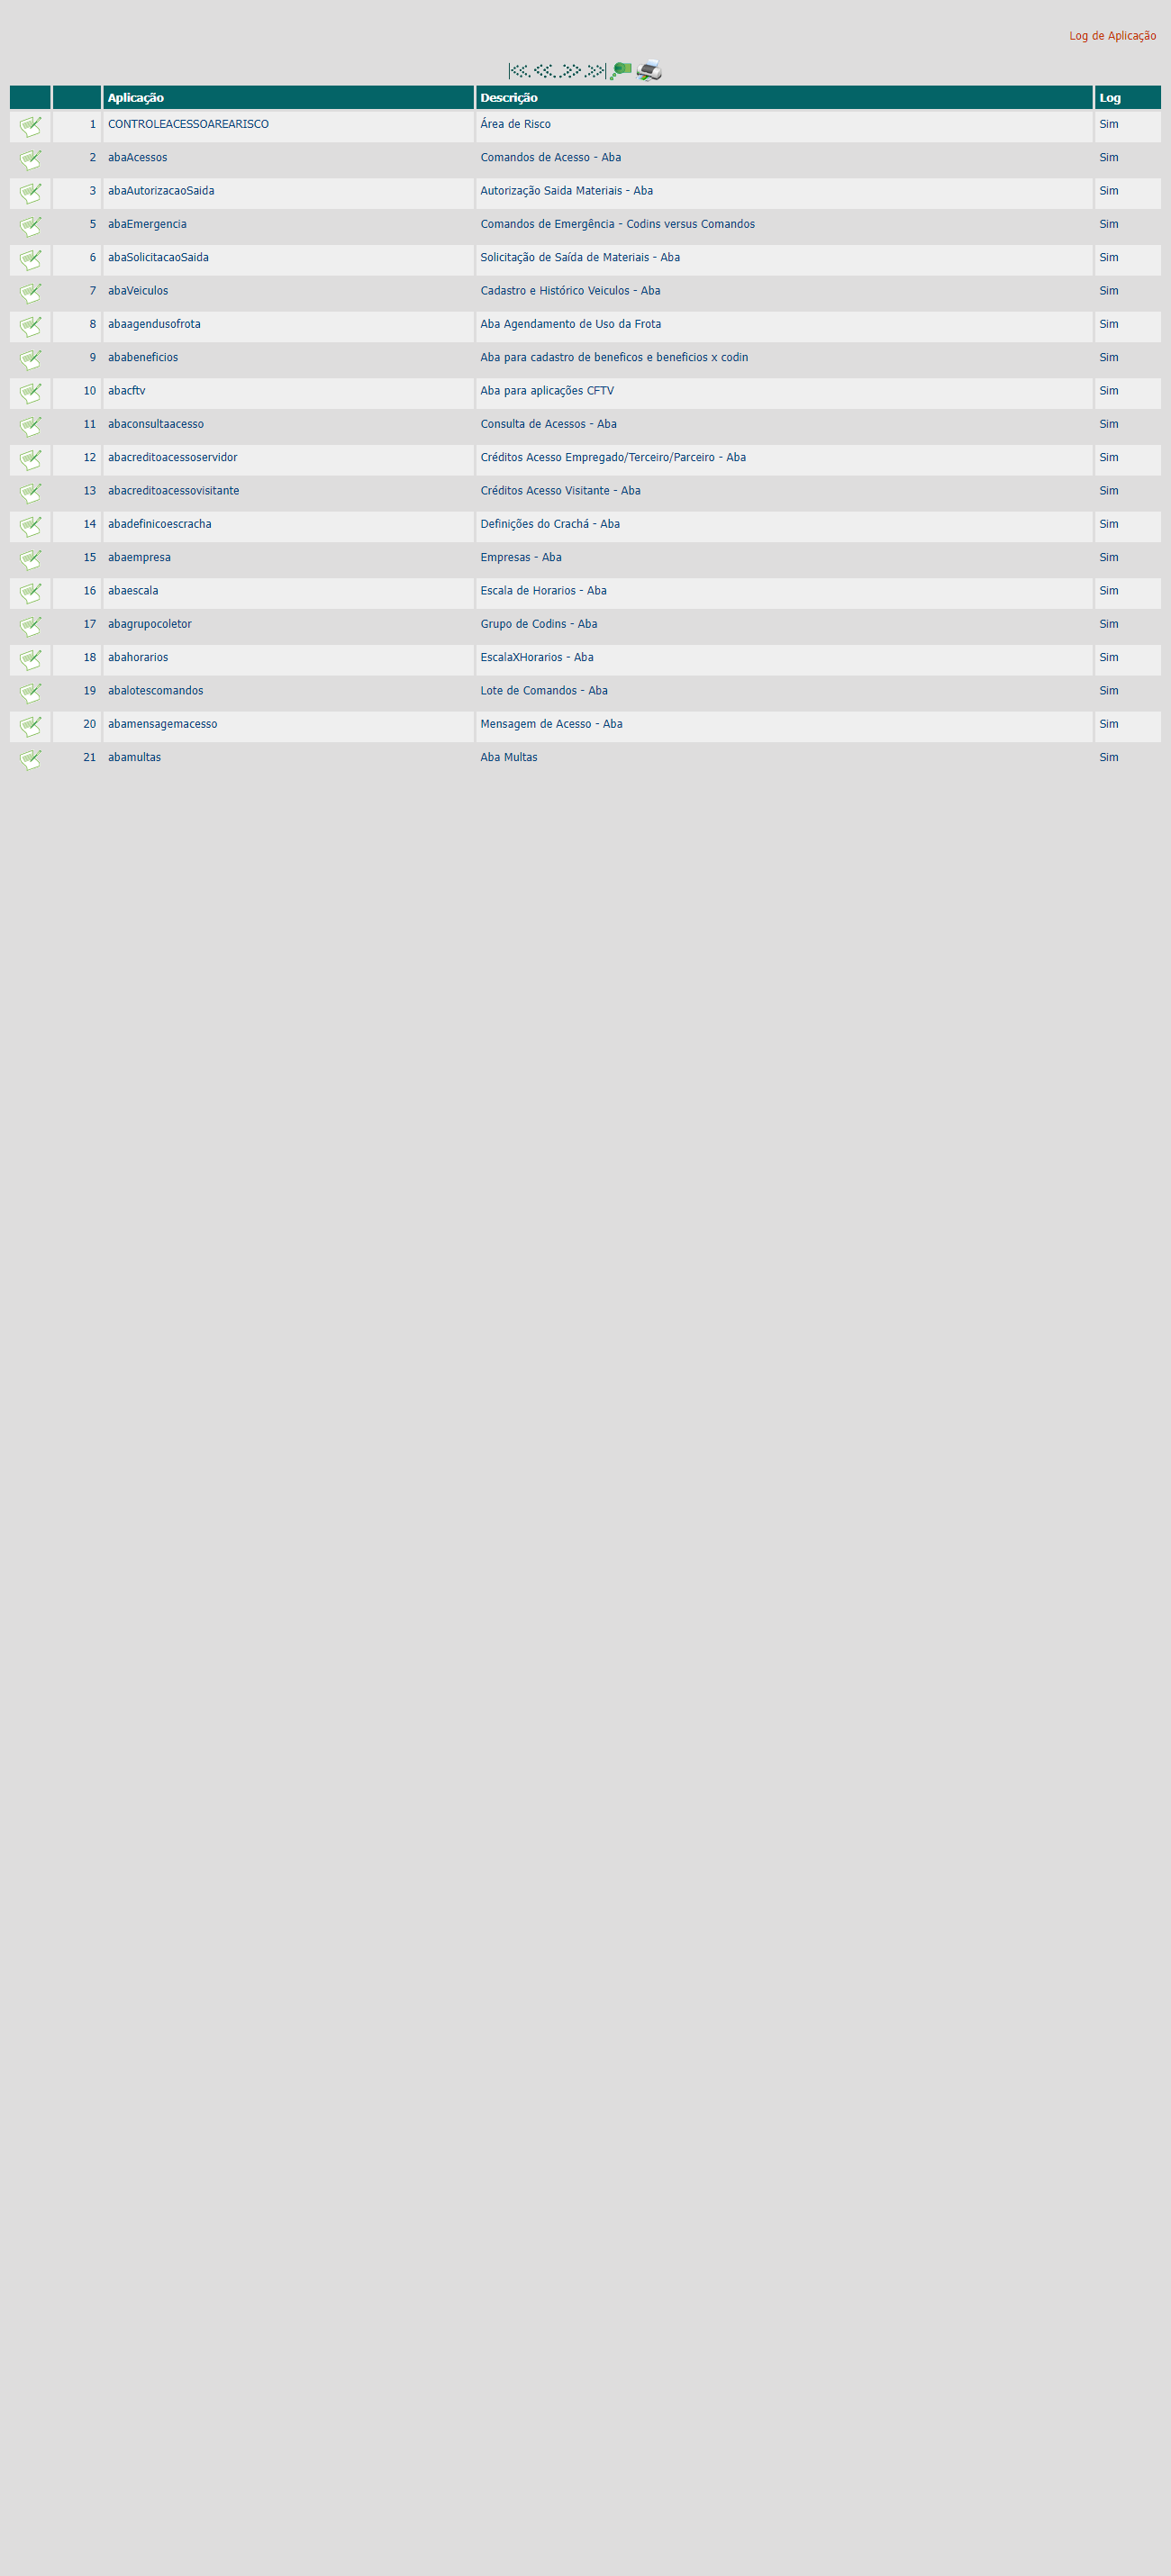 Log de Aplicação
Aplicação Descrição Log
1 CONTROLEACESSOAREARISCO Área de Risco Sim
2 abaAcessos Comandos de Acesso - Aba Sim
3 abaAutorizacaoSaida Autorização Saida Materiais - Aba Sim
5 abaEmergencia Comandos de Emergência - Codins versus Comandos Sim
6 abaSolicitacaoSaida Solicitação de Saída de Materiais - Aba Sim
7 abaVeiculos Cadastro e Histórico Veiculos - Aba Sim
8 abaagendusofrota Aba Agendamento de Uso da Frota Sim
9 ababeneficios Aba para cadastro de beneficos e beneficios x codin Sim
10 abacftv Aba para aplicações CFTV Sim
11 abaconsultaacesso Consulta de Acessos - Aba Sim
12 abacreditoacessoservidor Créditos Acesso Empregado/Terceiro/Parceiro - Aba Sim
13 abacreditoacessovisitante Créditos Acesso Visitante - Aba Sim
14 abadefinicoescracha Definições do Crachá - Aba Sim
15 abaempresa Empresas - Aba Sim
16 abaescala Escala de Horarios - Aba Sim
17 abagrupocoletor Grupo de Codins - Aba Sim
18 abahorarios EscalaXHorarios - Aba Sim
19 abalotescomandos Lote de Comandos - Aba Sim
20 abamensagemacesso Mensagem de Acesso - Aba Sim
21 abamultas Aba Multas Sim